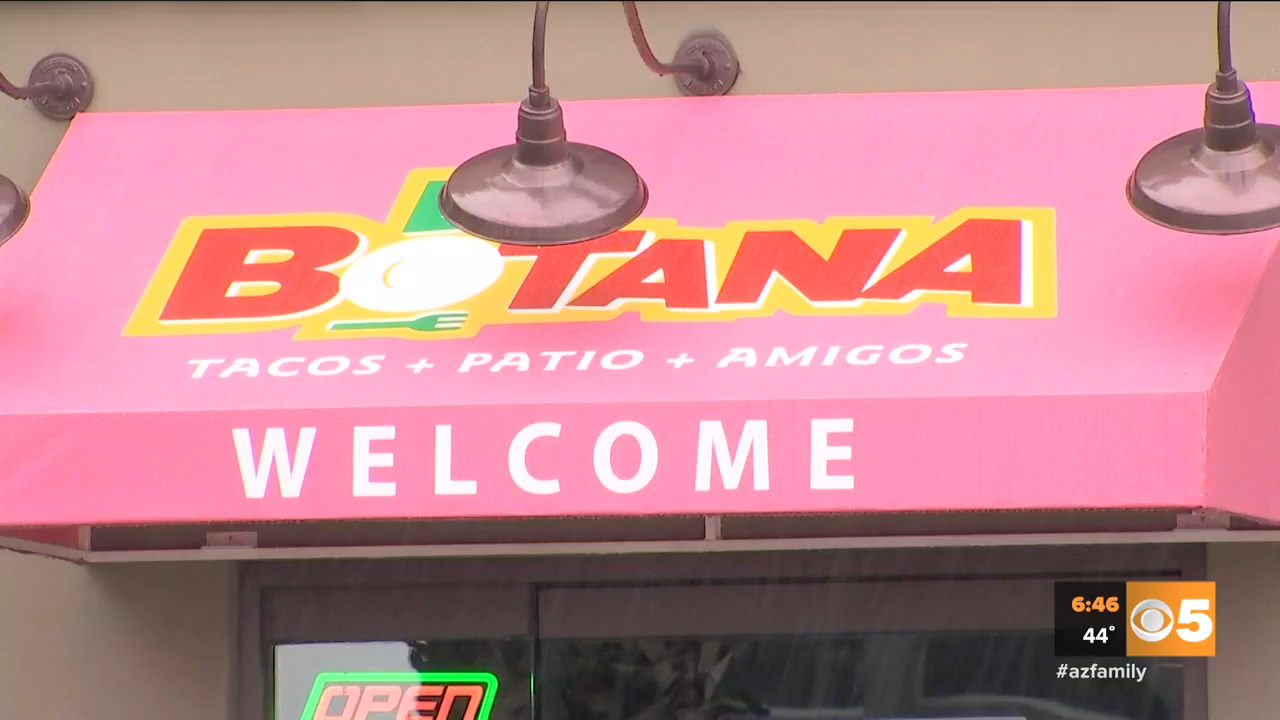 BOTANA
TACOS + PATIO + AMIGOS
WELCOME
OPEN
6:46
44°
5
#azfamily